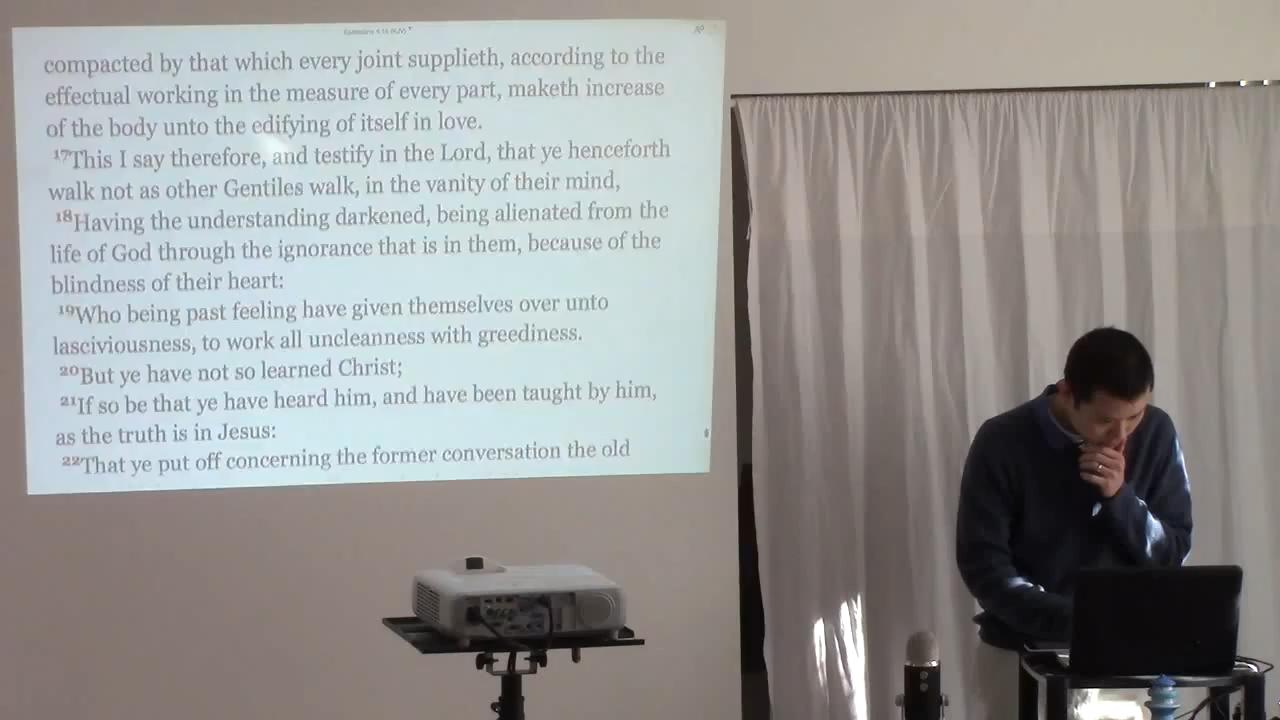 Ephesians 4:16 (KJV)
compacted by that which every joint supplieth, according to the
effectual working in the measure of every part, maketh increase
of the body unto the edifying of itself in love.
17This I say therefore, and testify in the Lord, that ye henceforth
walk not as other Gentiles walk, in the vanity of their mind,
18Having the understanding darkened, being alienated from the
life of God through the ignorance that is in them, because of the
blindness of their heart:
19Who being past feeling have given themselves over unto
lasciviousness, to work all uncleanness with greediness.
20But ye have not so learned Christ;
21If so be that ye have heard him, and have been taught by him,
as the truth is in Jesus:
22That ye put off concerning the former conversation the old